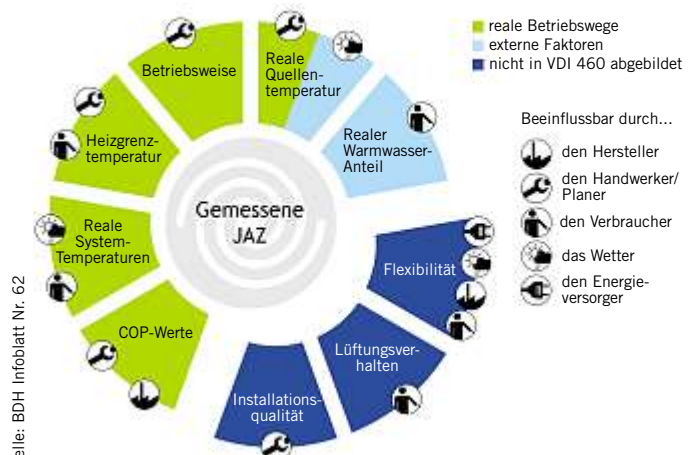 reale Betriebswege
externe Faktoren
nicht in VDI 460 abgebildet
Betriebsweise
Reale
Quellen-
temperatur
Realer
Warmwasser-
Anteil
Heizgrenz-
temperatur
Reale
System-
Temperaturen
COP-Werte
Gemessene
JAZ
Flexibilität
Lüftungsver-
halten
Installations-
qualität
Beeinflussbar durch...
den Hersteller
den Handwerker/
Planer
den Verbraucher
das Wetter
den Energie-
versorger
elle: BDH Infoblatt Nr. 62